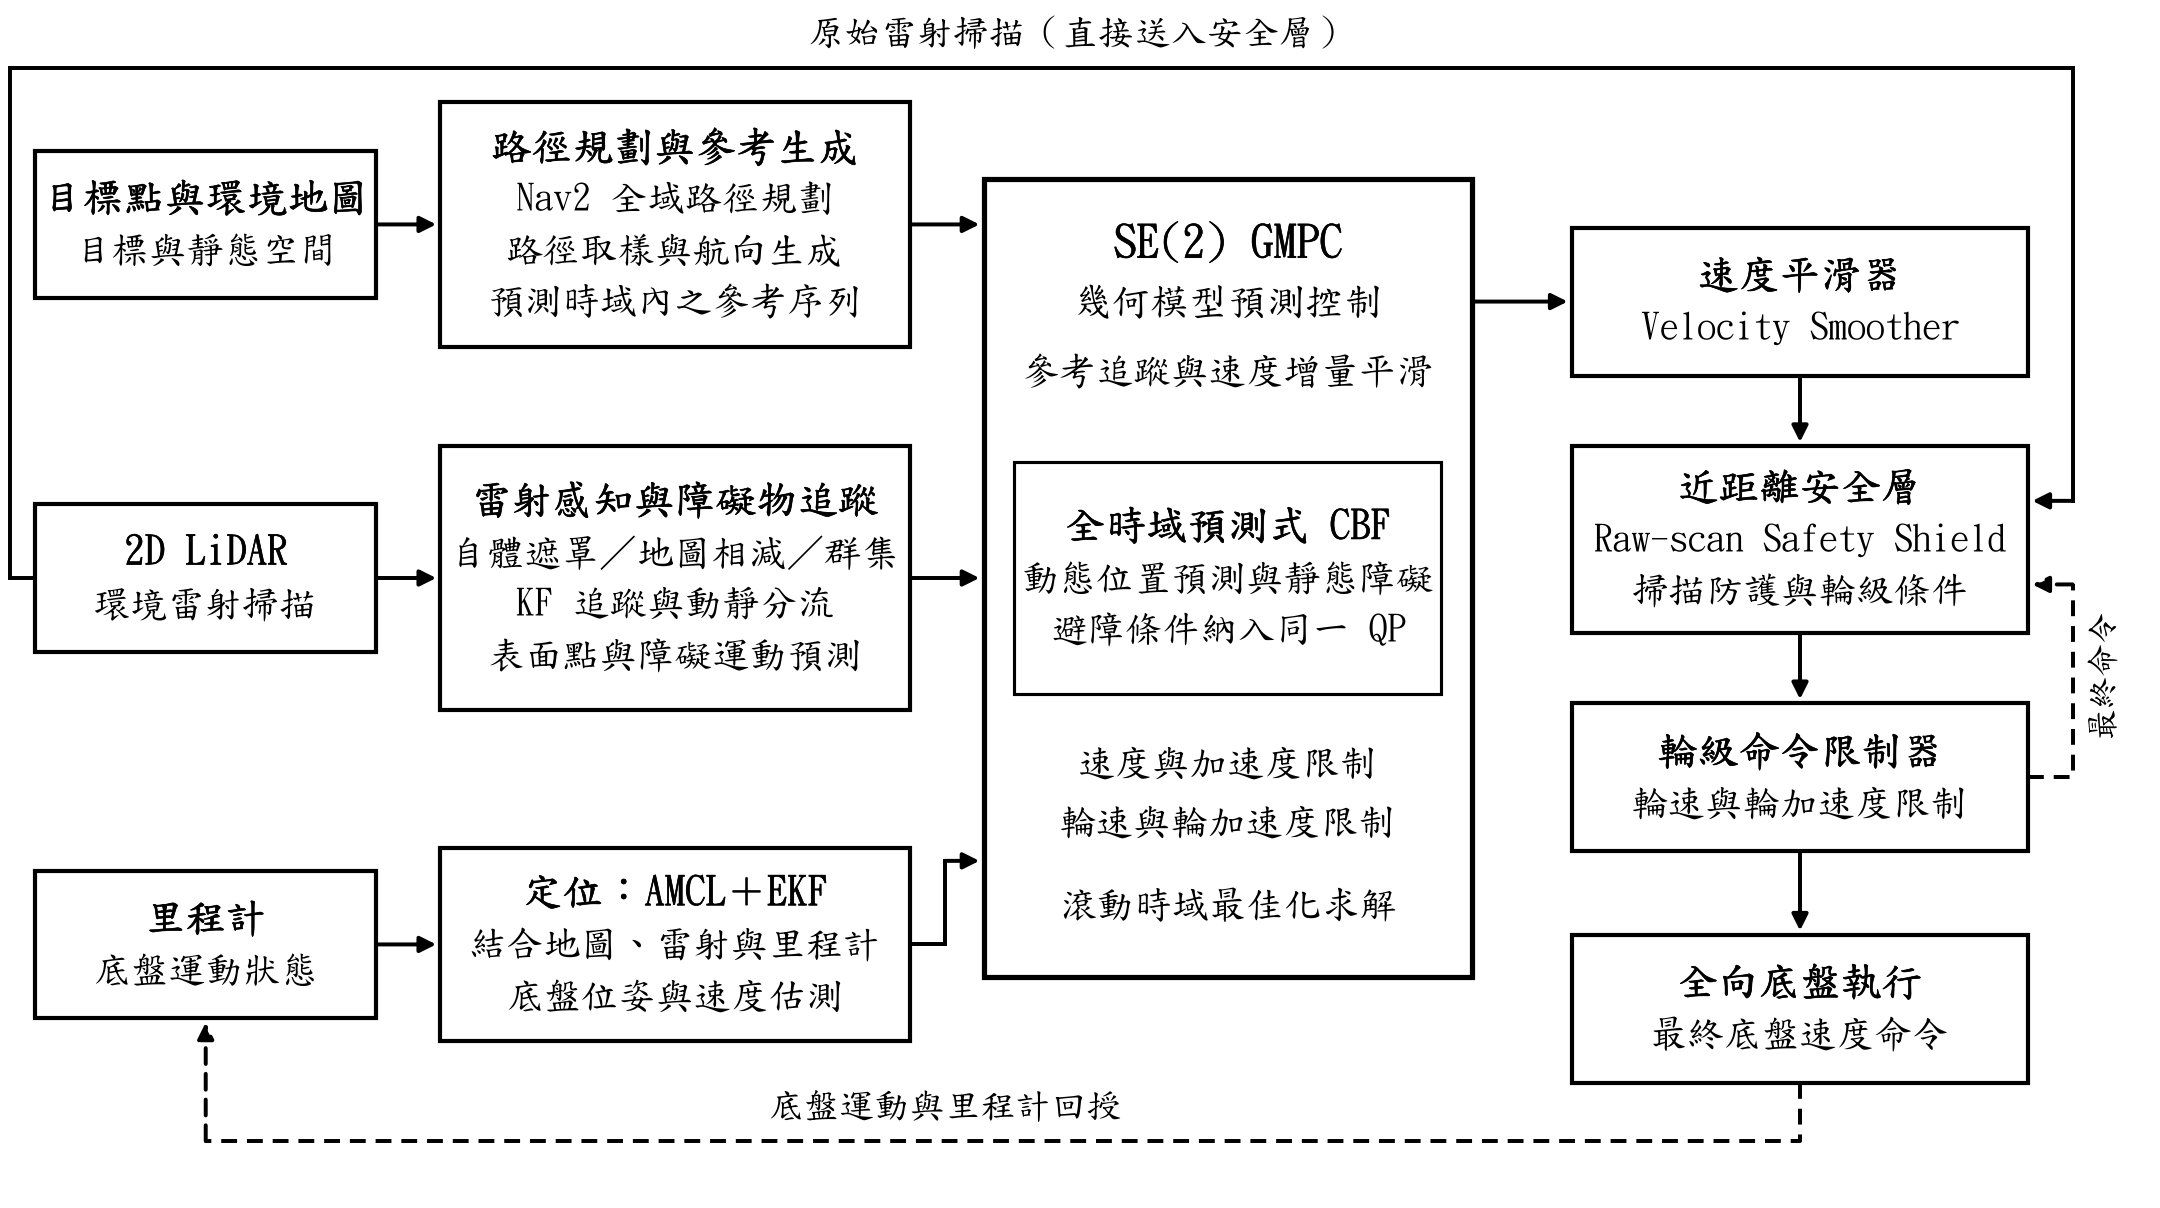 原始雷射掃描（直接送入安全層）
目標點與環境地圖
目標與靜態空間
路徑規劃與參考生成
Nav2 全域路徑規劃
路徑取樣與航向生成
預測時域內之參考序列
2D LiDAR
環境雷射掃描
雷射感知與障礙物追蹤
自體遮罩／地圖相減／群集
KF 追蹤與動靜分流
表面點與障礙運動預測
里程計
底盤運動狀態
定位：AMCL＋EKF
結合地圖、雷射與里程計
底盤位姿與速度估測
SE(2) GMPC
幾何模型預測控制
參考追蹤與速度增量平滑
全時域預測式 CBF
動態位置預測與靜態障礙
避障條件納入同一 QP
速度與加速度限制
輪速與輪加速度限制
滾動時域最佳化求解
速度平滑器
Velocity Smoother
近距離安全層
Raw-scan Safety Shield
掃描防護與輪級條件
輪級命令限制器
輪速與輪加速度限制
最終命令
全向底盤執行
最終底盤速度命令
底盤運動與里程計回授